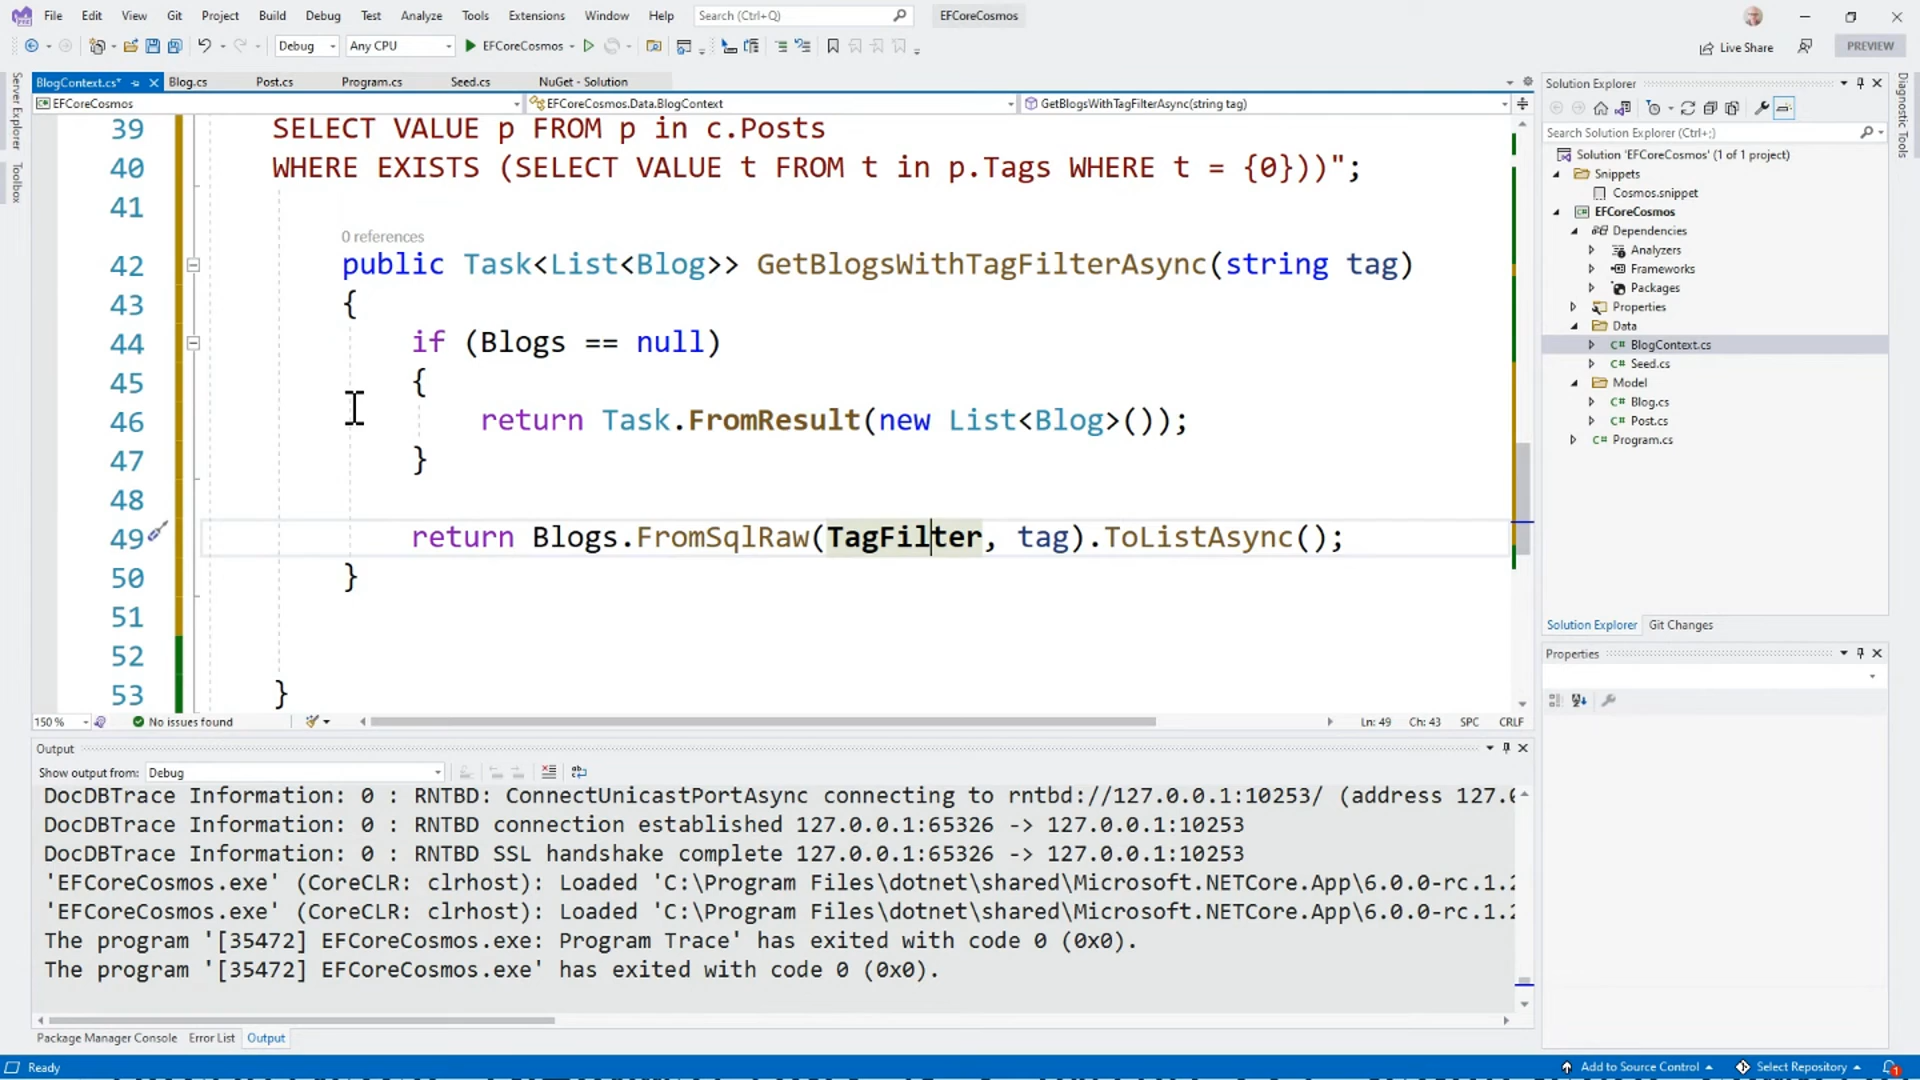 File Edit View Git Project Build Debug Test Analyze Tools Extensions Window Help Search (Ctrl+Q) EFCoreCosmos
Debug Any CPU EFCoreCosmos Live Share PREVIEW
BlogContext.cs* Blog.cs Post.cs Program.cs Seed.cs NuGet - Solution
EFCoreCosmos EFCoreCosmos.Data.BlogContext GetBlogsWithTagFilterAsync(string tag)
Server Explorer
Toolbox
39 SELECT VALUE p FROM p in c.Posts
40 WHERE EXISTS (SELECT VALUE t FROM t in p.Tags WHERE t = {0}))";
41
0 references
42 public Task<List<Blog>> GetBlogsWithTagFilterAsync(string tag)
43 {
44 if (Blogs == null)
45 {
46 return Task.FromResult(new List<Blog>());
47 }
48
49 return Blogs.FromSqlRaw(TagFilter, tag).ToListAsync();
50 }
51
52
53 }
150 % No issues found Ln: 49 Ch: 43 SPC CRLF
Output
Show output from: Debug
DocDBTrace Information: 0 : RNTBD: ConnectUnicastPortAsync connecting to rntbd://127.0.0.1:10253/ (address 127.0
DocDBTrace Information: 0 : RNTBD connection established 127.0.0.1:65326 -> 127.0.0.1:10253
DocDBTrace Information: 0 : RNTBD SSL handshake complete 127.0.0.1:65326 -> 127.0.0.1:10253
'EFCoreCosmos.exe' (CoreCLR: clrhost): Loaded 'C:\Program Files\dotnet\shared\Microsoft.NETCore.App\6.0.0-rc.1.2
'EFCoreCosmos.exe' (CoreCLR: clrhost): Loaded 'C:\Program Files\dotnet\shared\Microsoft.NETCore.App\6.0.0-rc.1.2
The program '[35472] EFCoreCosmos.exe: Program Trace' has exited with code 0 (0x0).
The program '[35472] EFCoreCosmos.exe' has exited with code 0 (0x0).
Package Manager Console Error List Output
Solution Explorer
Search Solution Explorer (Ctrl+;)
Solution 'EFCoreCosmos' (1 of 1 project)
Snippets
Cosmos.snippet
EFCoreCosmos
Dependencies
Analyzers
Frameworks
Packages
Properties
Data
BlogContext.cs
Seed.cs
Model
Blog.cs
Post.cs
Program.cs
Solution Explorer Git Changes
Properties
Diagnostic Tools
Ready Add to Source Control Select Repository 1